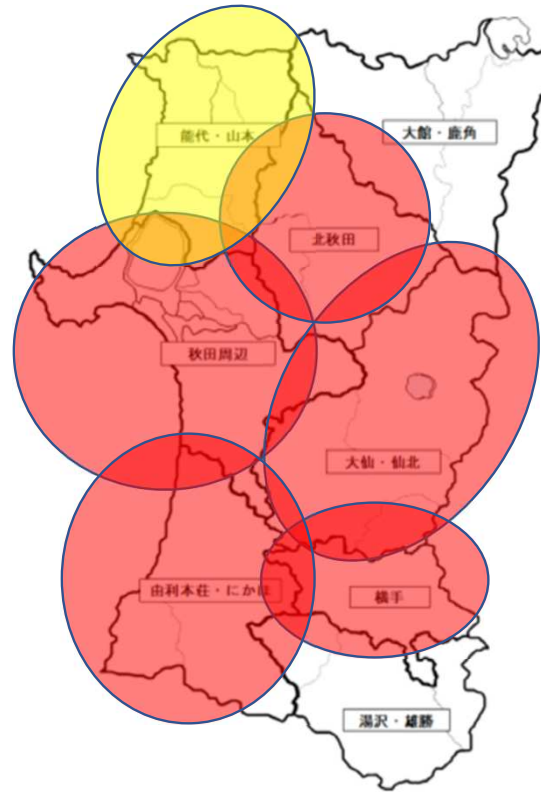 能代・山本
大館・鹿角
北秋田
秋田周辺
大仙・仙北
由利本荘・にかほ
横手
湯沢・雄勝